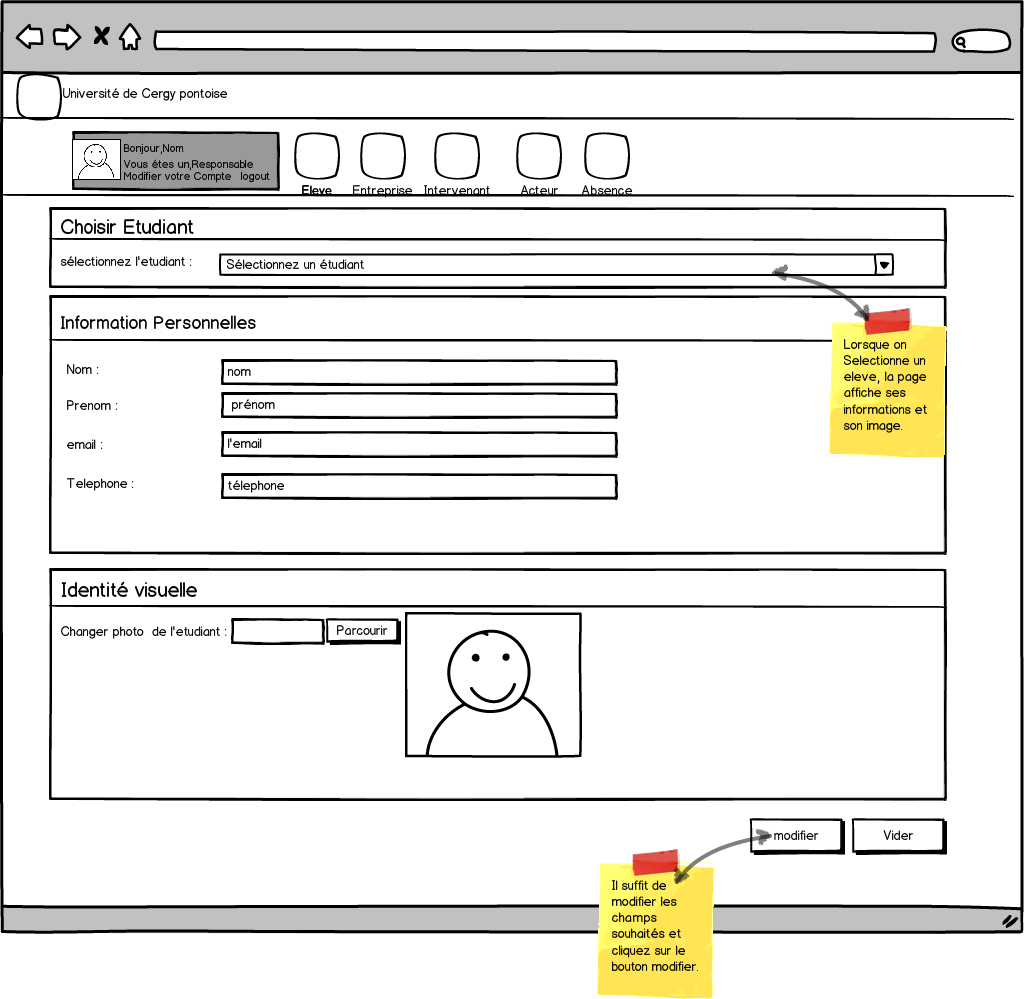 Université de Cergy pontoise
Bonjour,Nom
Vous étes un,Responsable
Modifier votre Compte logout
Eleve Entreprise Intervenant Acteur Absence
Choisir Etudiant
sélectionnez l'etudiant : Sélectionnez un étudiant
Information Personnelles
Lorsque on
Selectionne un
eleve, la page
affiche ses
informations et
son image.
Nom : nom
Prenom : prénom
email : l'email
Telephone : télephone
Identité visuelle
Changer photo de l'etudiant : Parcourir
modifier Vider
Il suffit de
modifier les
champs
souhaités et
cliquez sur le
bouton modifier.